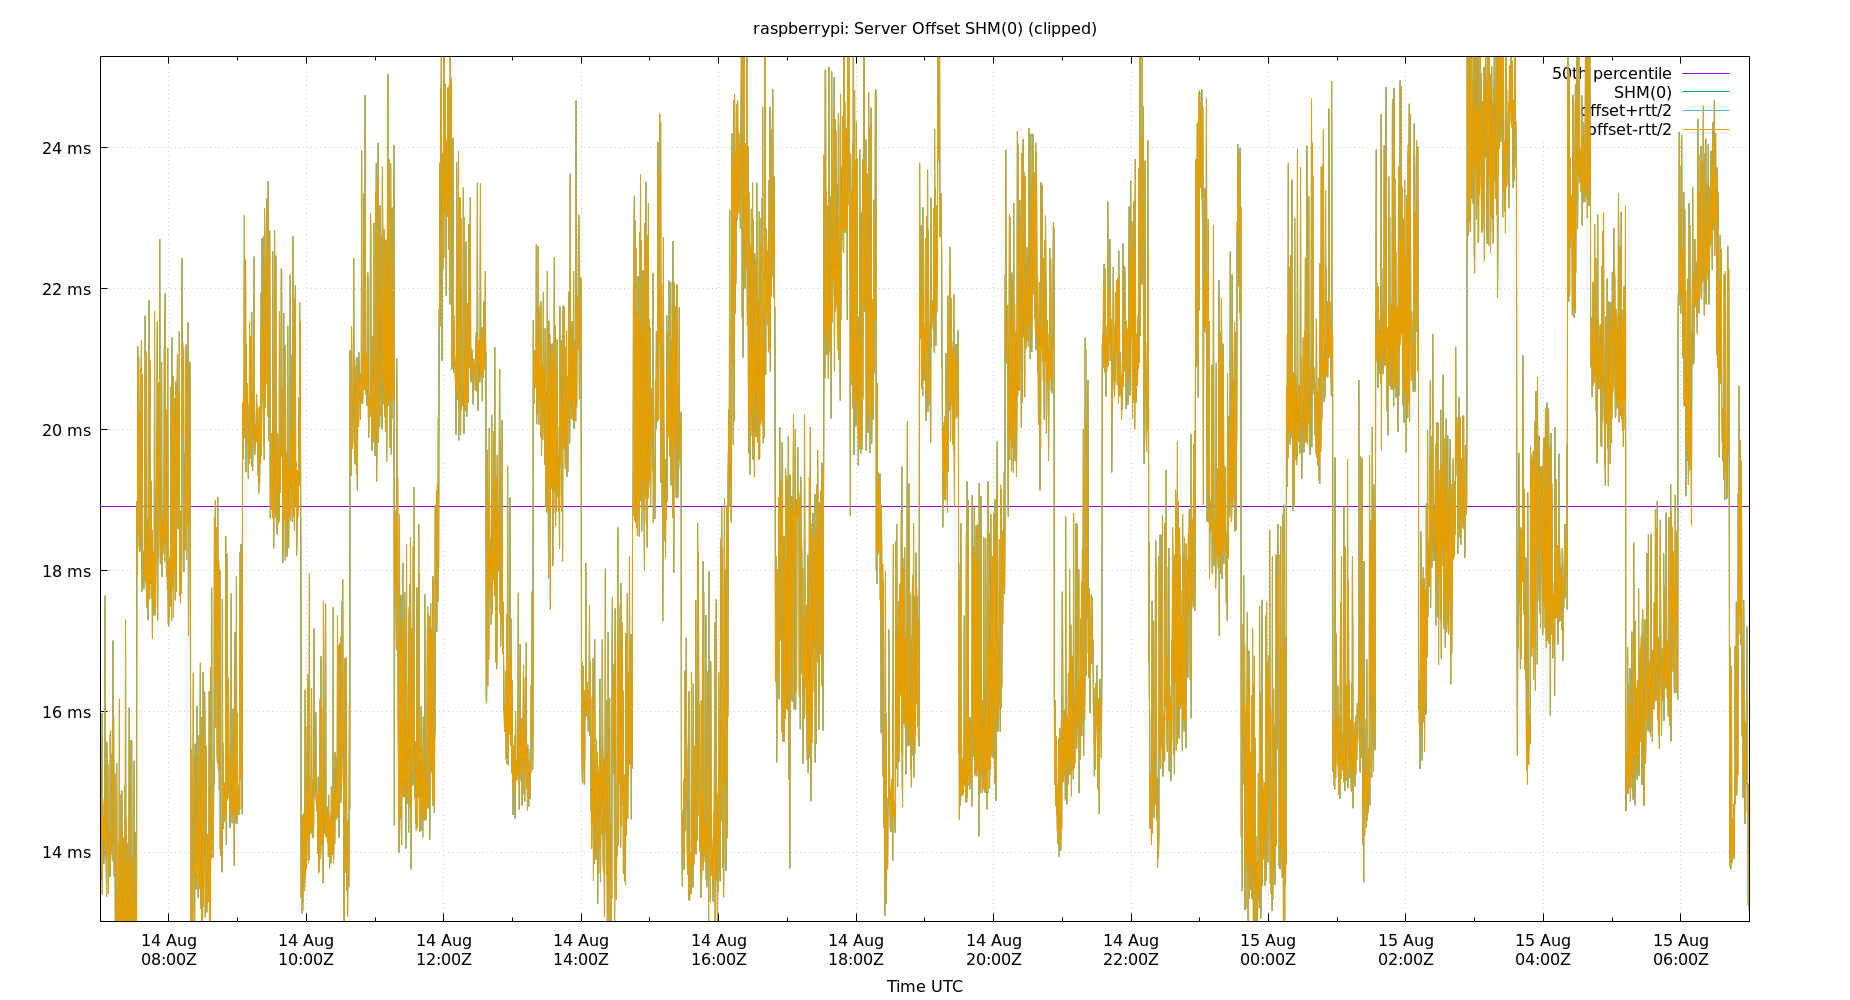 raspberrypi: Server Offset SHM(0) (clipped)
50th percentile
SHM(0)
offset+rtt/2
offset-rtt/2
24 ms
22 ms
20 ms
18 ms
16 ms
14 ms
14 Aug 14 Aug 14 Aug 14 Aug 14 Aug 14 Aug 14 Aug 14 Aug 15 Aug 15 Aug 15 Aug 15 Aug
08:00Z 10:00Z 12:00Z 14:00Z 16:00Z 18:00Z 20:00Z 22:00Z 00:00Z 02:00Z 04:00Z 06:00Z
Time UTC